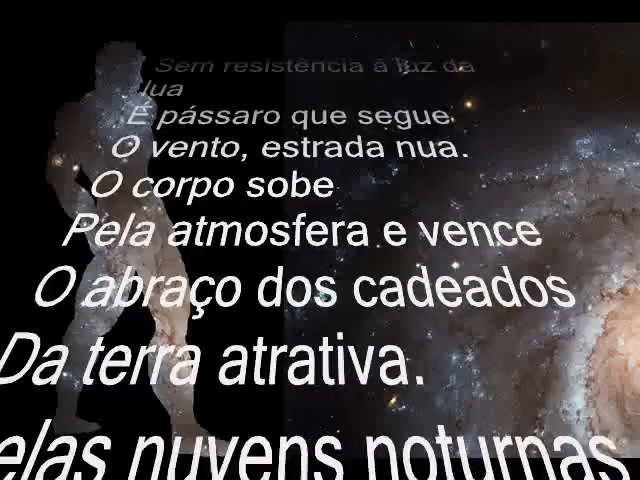 Sem resistência à luz da
lua
É pássaro que segue
O vento, estrada nua.
O corpo sobe
Pela atmosfera e vence
O abraço dos cadeados
Da terra atrativa.
elas nuvens noturnas